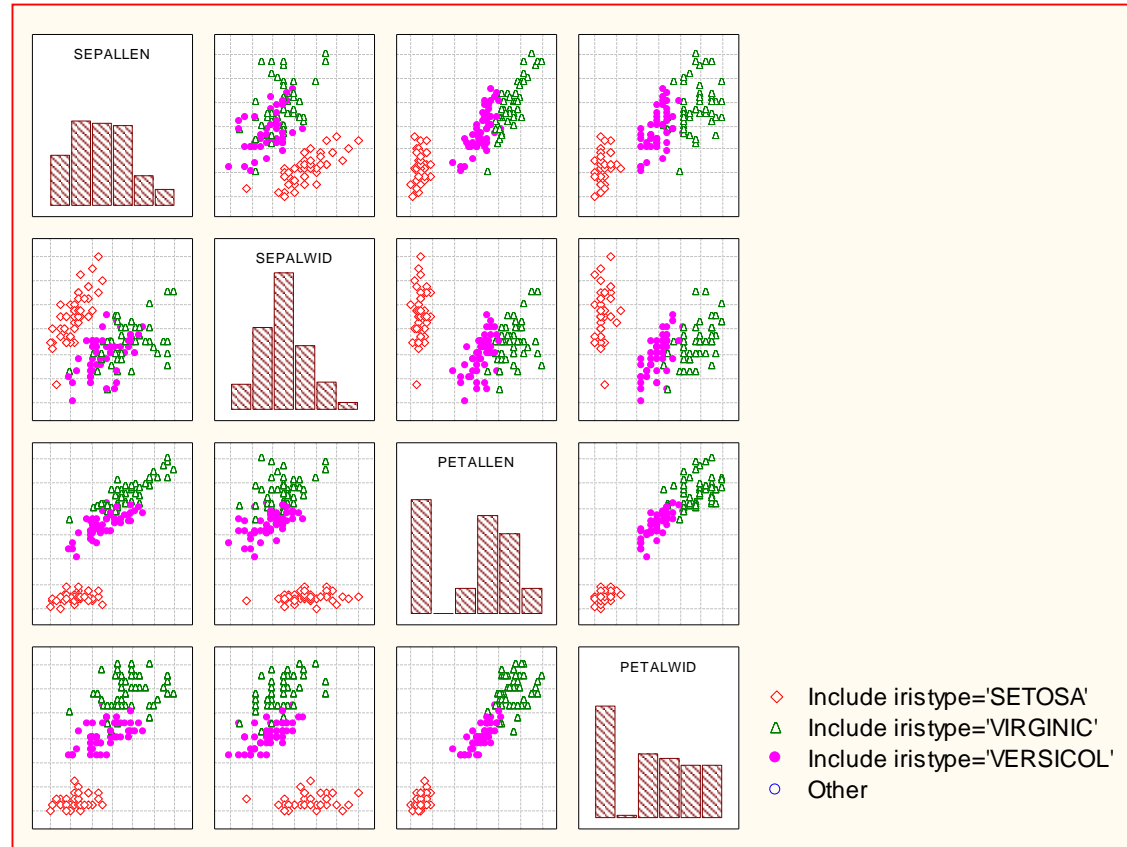 SEPALLEN
SEPALWID
PETALLEN
PETALWID
Include iristype='SETOSA'
Include iristype='VIRGINIC'
Include iristype='VERSICOL'
Other